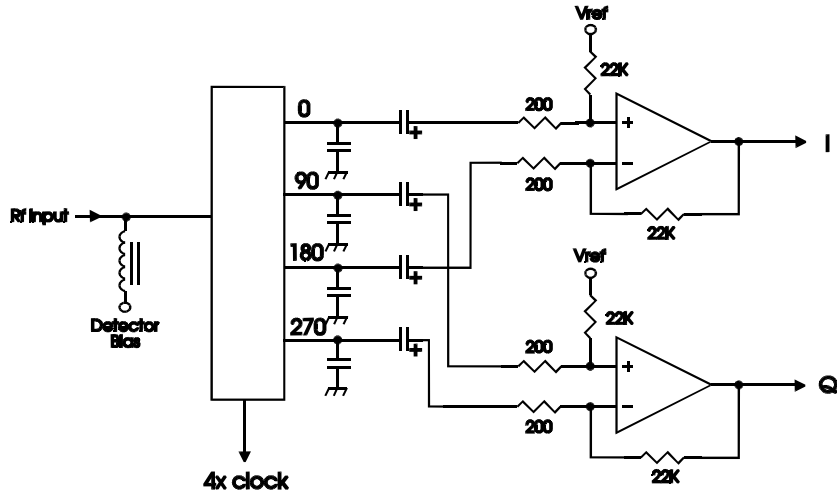 Vref
22K
0
200
I
90
200
Rf Input
22K
180
Vref
22K
Detector
Bias
270
200
Q
200
22K
4x clock